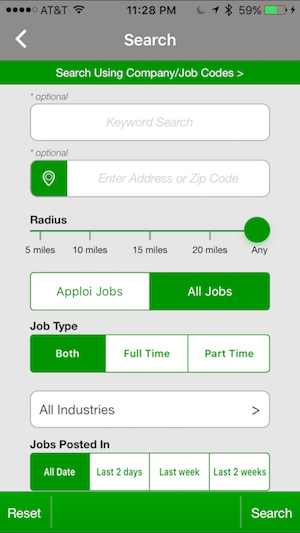 AT&T 11:28 PM 59%
Search
Search Using Company/Job Codes >
* optional
Keyword Search
* optional
Enter Address or Zip Code
Radius
5 miles 10 miles 15 miles 20 miles Any
Apploi Jobs All Jobs
Job Type
Both Full Time Part Time
All Industries >
Jobs Posted In
All Date Last 2 days Last week Last 2 weeks
Reset Search